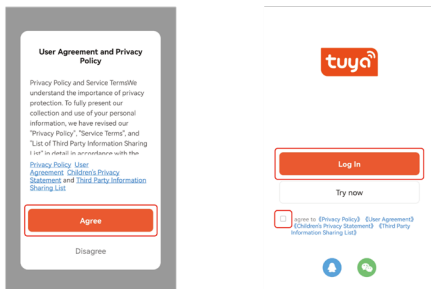 User Agreement and Privacy
Policy
Privacy Policy and Service TermsWe
understand the importance of privacy
protection. To fully present our
collection and use of your personal
information, we have revised our
"Privacy Policy", "Service Terms", and
"List of Third Party Information Sharing
List" in detail in accordance with the
Privacy Policy User
Agreement Children's Privacy
Statement and Third Party Information
Sharing List
Agree
Disagree
tuya
Log In
Try now
I agree to 《Privacy Policy》 《User Agreement》
《Children's Privacy Statement》 《Third Party
Information Sharing List》